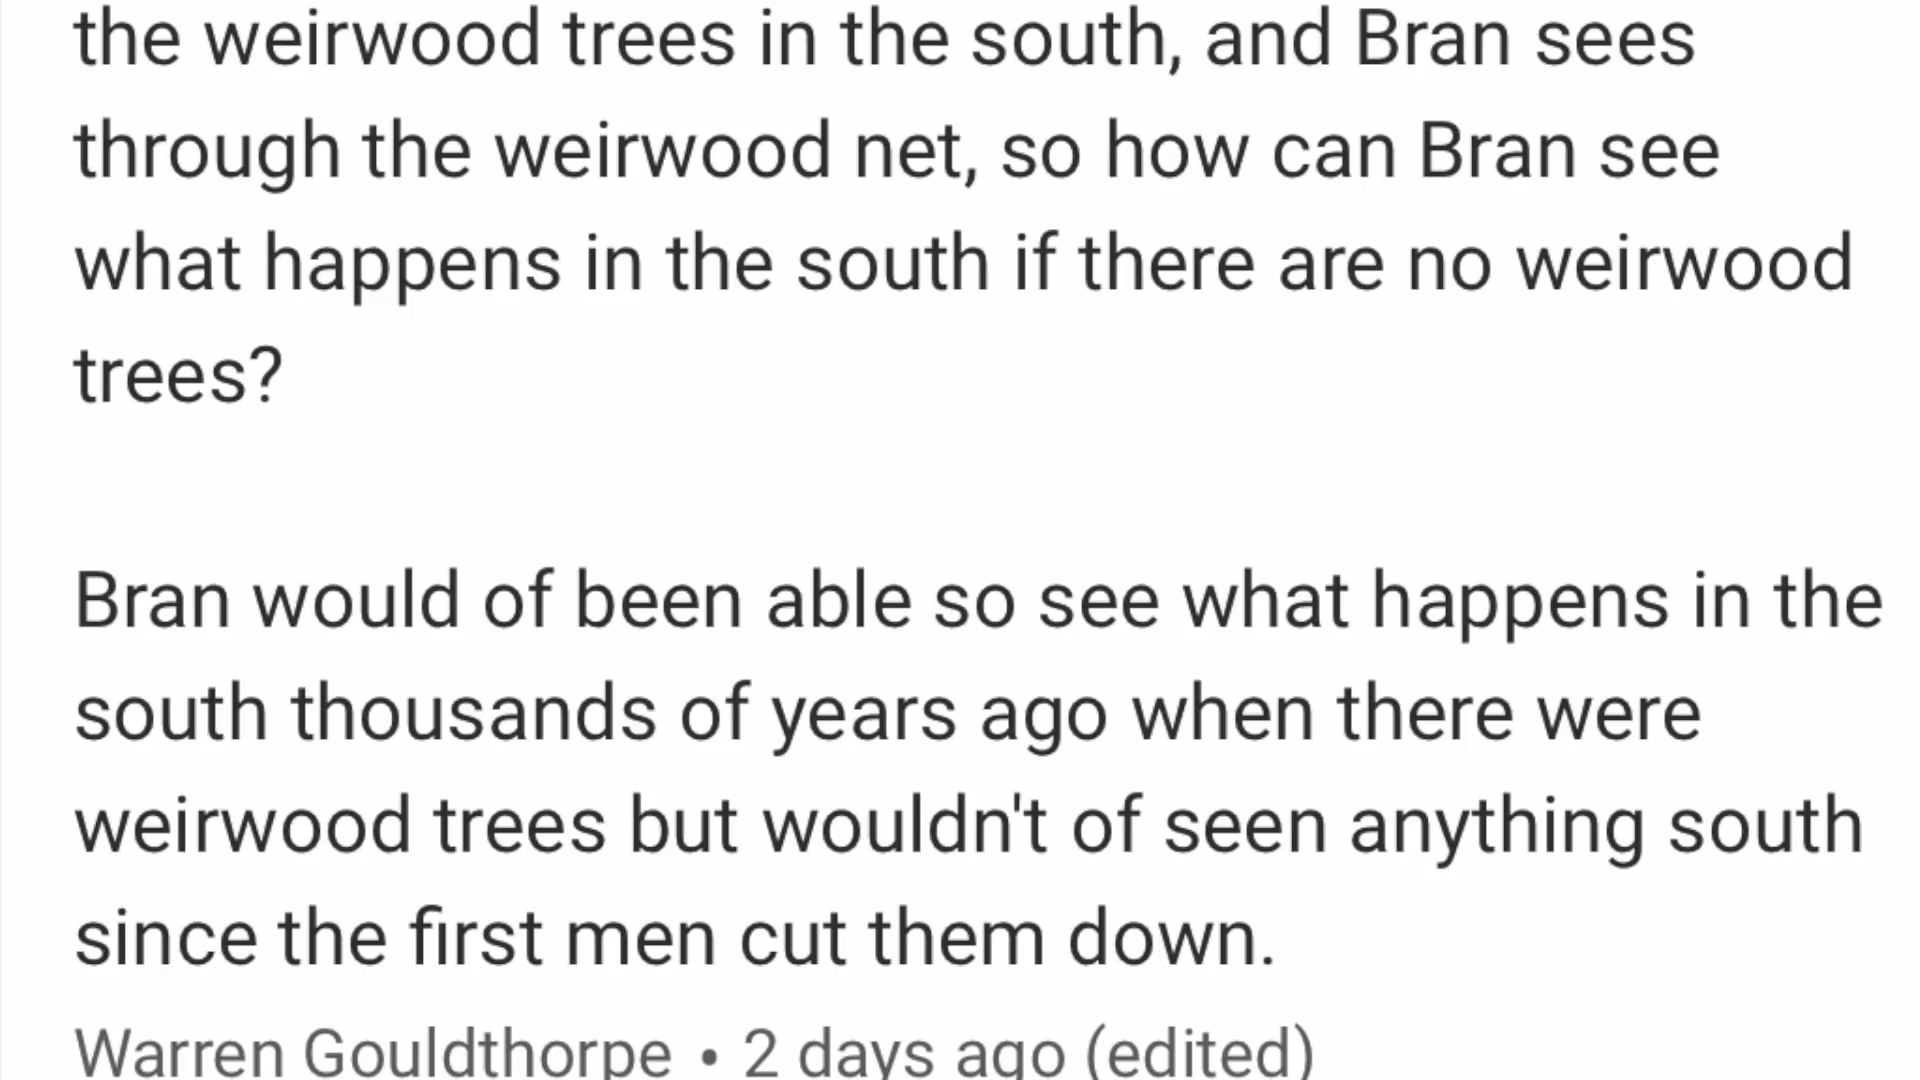 the weirwood trees in the south, and Bran sees
through the weirwood net, so how can Bran see
what happens in the south if there are no weirwood
trees?
Bran would of been able so see what happens in the
south thousands of years ago when there were
weirwood trees but wouldn't of seen anything south
since the first men cut them down.
Warren Gouldthorpe • 2 days ago (edited)